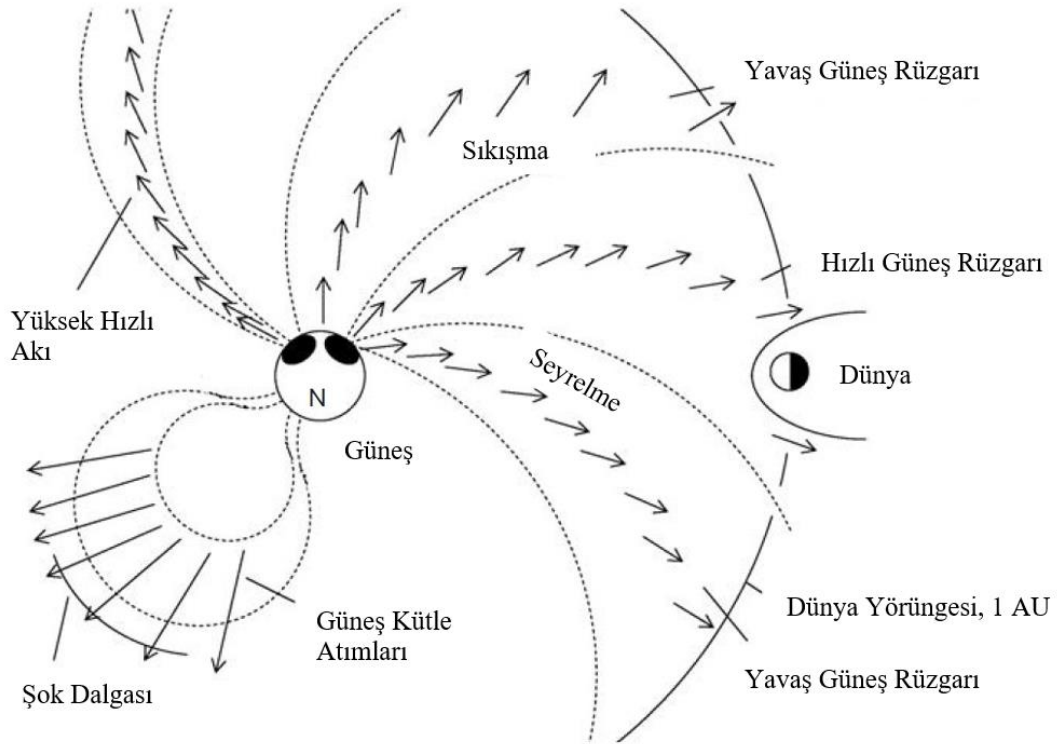 Yavaş Güneş Rüzgarı
Sıkışma
Hızlı Güneş Rüzgarı
Yüksek Hızlı
Akı
Seyrelme
Dünya
N
Güneş
Dünya Yörüngesi, 1 AU
Güneş Kütle
Atımları
Yavaş Güneş Rüzgarı
Şok Dalgası